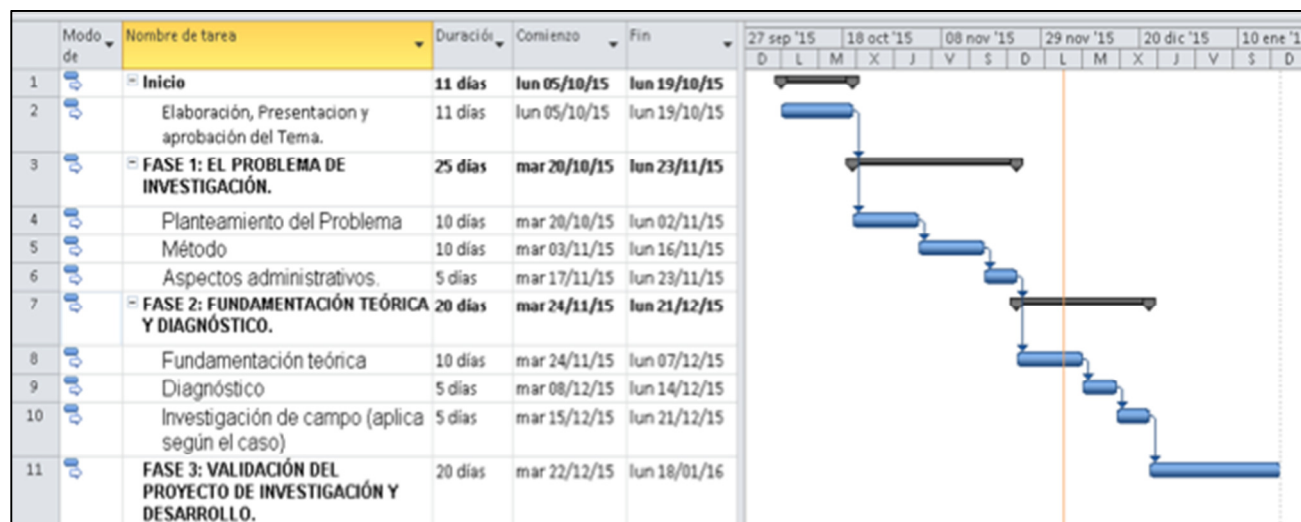 Modo de
Nombre de tarea
Duración
Comienzo
Fin
27 sep '15 18 oct '15 08 nov '15 29 nov '15 20 dic '15 10 ene '1
D L M X J V S D L M X J V S D
1 Inicio 11 días lun 05/10/15 lun 19/10/15
2 Elaboración, Presentacion y 11 días lun 05/10/15 lun 19/10/15
aprobación del Tema.
3 FASE 1: EL PROBLEMA DE 25 días mar 20/10/15 lun 23/11/15
INVESTIGACIÓN.
4 Planteamiento del Problema 10 días mar 20/10/15 lun 02/11/15
5 Método 10 días mar 03/11/15 lun 16/11/15
6 Aspectos administrativos. 5 días mar 17/11/15 lun 23/11/15
7 FASE 2: FUNDAMENTACIÓN TEÓRICA 20 días mar 24/11/15 lun 21/12/15
Y DIAGNÓSTICO.
8 Fundamentación teórica 10 días mar 24/11/15 lun 07/12/15
9 Diagnóstico 5 días mar 08/12/15 lun 14/12/15
10 Investigación de campo (aplica 5 días mar 15/12/15 lun 21/12/15
según el caso)
11 FASE 3: VALIDACIÓN DEL 20 días mar 22/12/15 lun 18/01/16
PROYECTO DE INVESTIGACIÓN Y
DESARROLLO.